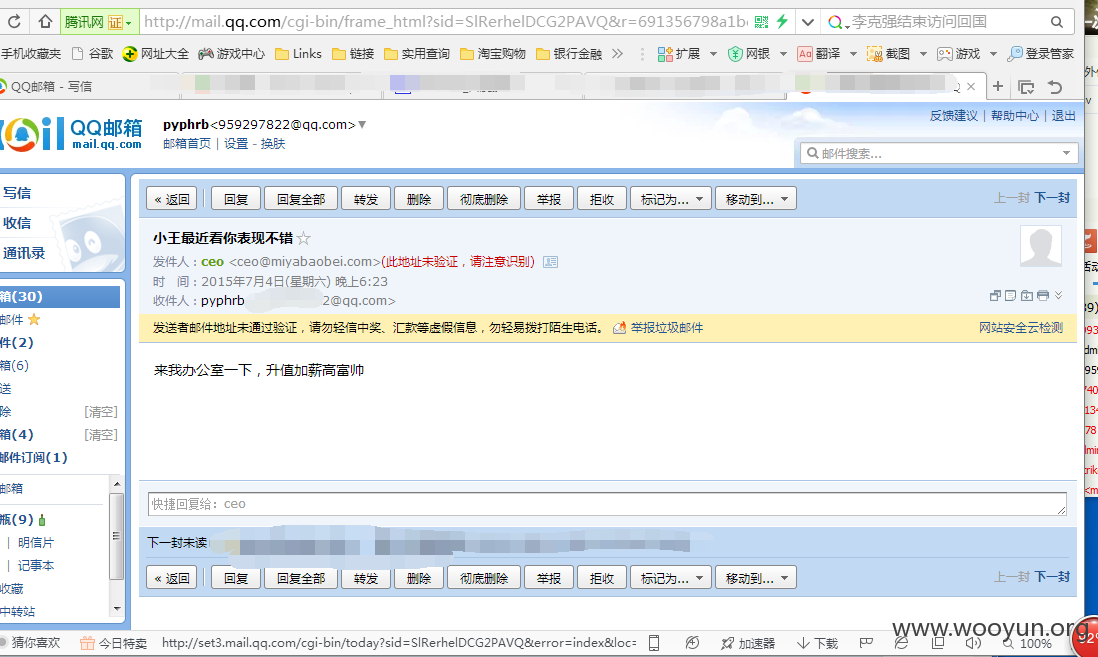 腾讯网 证 http://mail.qq.com/cgi-bin/frame_html?sid=SlRerhelDCG2PAVQ&r=691356798a1b 李克强结束访问回国
手机收藏夹 谷歌 网址大全 游戏中心 Links 链接 实用查询 淘宝购物 银行金融 » 扩展 网银 Aa 翻译 截图 游戏 登录管家
QQ邮箱 - 写信
QQ邮箱
mail.qq.com
pyphrb<959297822@qq.com>
邮箱首页 | 设置 - 换肤
反馈建议 | 帮助中心 | 退出
邮件搜索...
写信
收信
通讯录
« 返回 回复 回复全部 转发 删除 彻底删除 举报 拒收 标记为... 移动到... 上一封 下一封
小王最近看你表现不错☆
发件人：ceo <ceo@miyabaobei.com>(此地址未验证，请注意识别)
时 间：2015年7月4日(星期六) 晚上6:23
收件人：pyphrb 2@qq.com>
发送者邮件地址未通过验证，请勿轻信中奖、汇款等虚假信息，勿轻易拨打陌生电话。 举报垃圾邮件 网站安全云检测
来我办公室一下，升值加薪高富帅
箱(30)
邮件
件(2)
箱(6)
送
除 [清空]
箱(4) [清空]
邮件订阅(1)
邮箱
瓶(9)
| 明信片
| 记事本
收藏
中转站
快捷回复给：ceo
下一封未读
« 返回 回复 回复全部 转发 删除 彻底删除 举报 拒收 标记为... 移动到... 上一封 下一封
猜你喜欢 今日特卖 http://set3.mail.qq.com/cgi-bin/today?sid=SlRerhelDCG2PAVQ&error=index&loc= 加速器 下载 100%
www.wooyun.org
92%